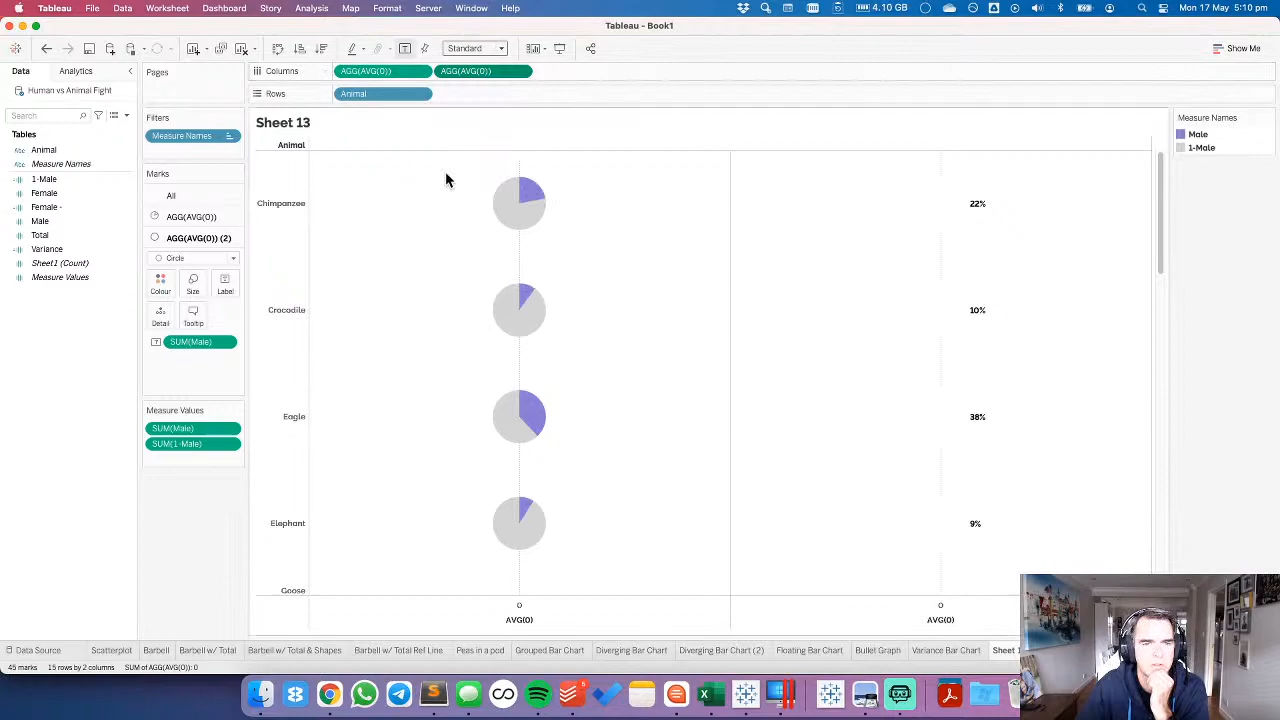 Tableau File Data Worksheet Dashboard Story Analysis Map Format Server Window Help 4.10 GB Mon 17 May 5:10 pm
Tableau - Book1
Standard Show Me
Data Analytics
Human vs Animal Fight
Search
Tables
Animal
Measure Names
1-Male
Female
Female -
Male
Total
Variance
Sheet1 (Count)
Measure Values
Pages
Filters
Measure Names
Marks
All
AGG(AVG(0))
AGG(AVG(0)) (2)
Circle
Colour Size Label
Detail Tooltip
SUM(Male)
Measure Values
SUM(Male)
SUM(1-Male)
Columns AGG(AVG(0)) AGG(AVG(0))
Rows Animal
Sheet 13
Animal
Chimpanzee 22%
Crocodile 10%
Eagle 38%
Elephant 9%
Goose
0 0
AVG(0) AVG(0)
Measure Names
Male
1-Male
Data Source Scatterplot Barbell Barbell w/ Total Barbell w/ Total & Shapes Barbell w/ Total Ref Line Peas in a pod Grouped Bar Chart Diverging Bar Chart Diverging Bar Chart (2) Floating Bar Chart Bullet Graph Variance Bar Chart Sheet 1
45 marks 15 rows by 2 columns SUM of AGG(AVG(0)): 0